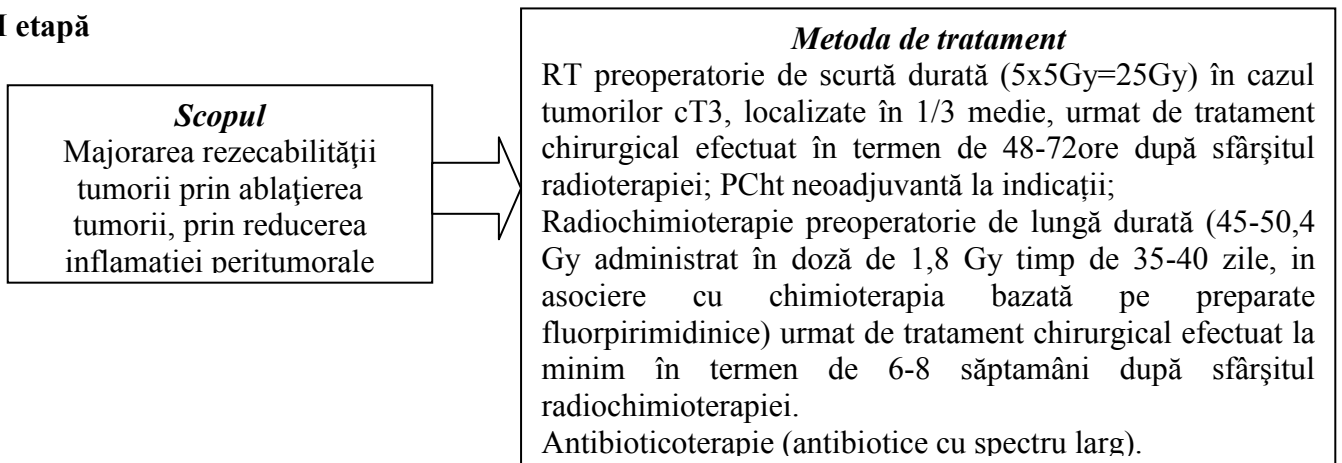 I etapă
Scopul
Majorarea rezecabilităţii
tumorii prin ablaţierea
tumorii, prin reducerea
inflamatiei peritumorale
Metoda de tratament
RT preoperatorie de scurtă durată (5x5Gy=25Gy) în cazul
tumorilor cT3, localizate în 1/3 medie, urmat de tratament
chirurgical efectuat în termen de 48-72ore după sfârşitul
radioterapiei; PCht neoadjuvantă la indicații;
Radiochimioterapie preoperatorie de lungă durată (45-50,4
Gy administrat în doză de 1,8 Gy timp de 35-40 zile, in
asociere cu chimioterapia bazată pe preparate
fluorpirimidinice) urmat de tratament chirurgical efectuat la
minim în termen de 6-8 săptamâni după sfârşitul
radiochimioterapiei.
Antibioticoterapie (antibiotice cu spectru larg).